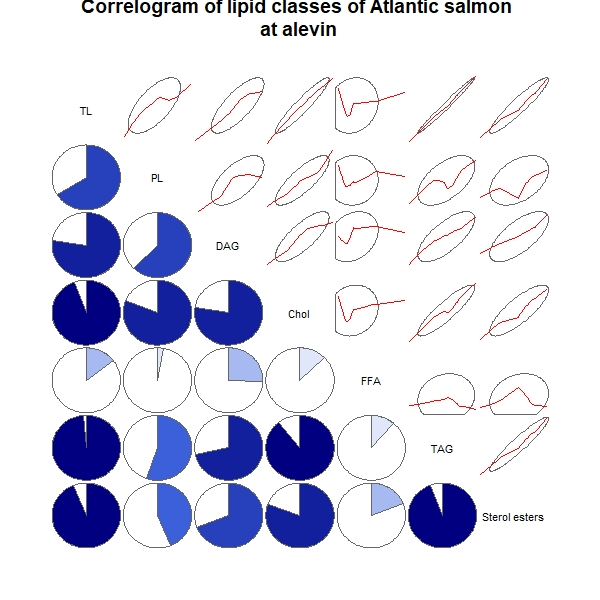 Correlogram of lipid classes of Atlantic salmon
at alevin
TL
PL
DAG
Chol
FFA
TAG
Sterol esters